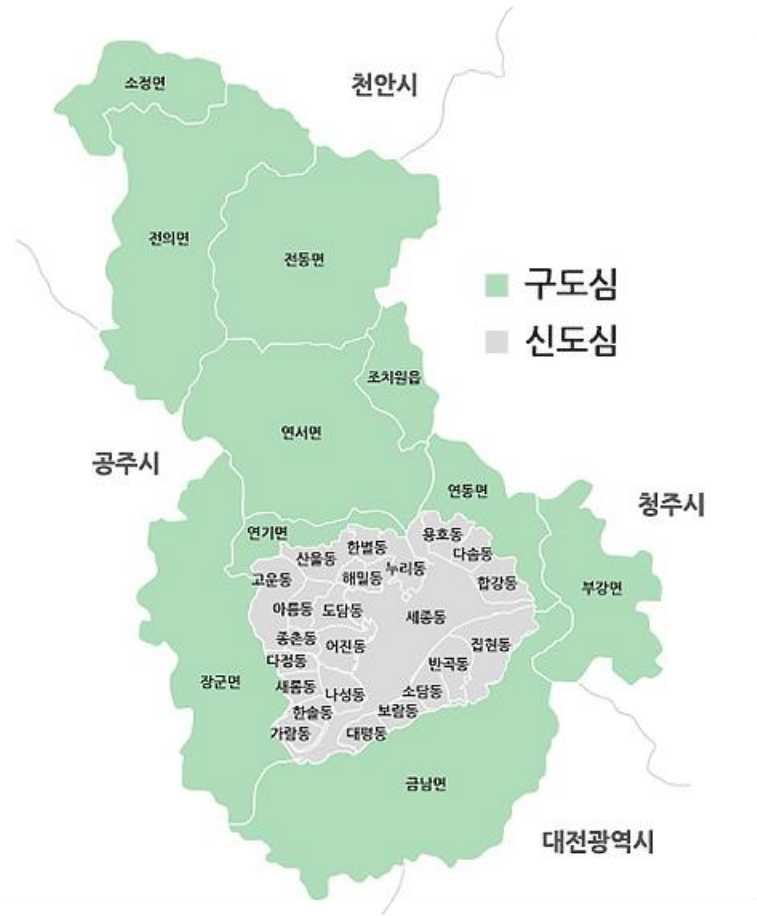 소정면
천안시
전의면
전동면
구도심
신도심
조치원읍
연서면
공주시
연동면
청주시
연기면
용호동
한별동
다솜동
산울동
누리동
고운동
해밀동
합강동
부강면
아름동
도담동
세종동
종촌동
어진동
집현동
다정동
반곡동
장군면
새롬동
나성동
소담동
한솔동
보람동
가람동
대평동
금남면
대전광역시